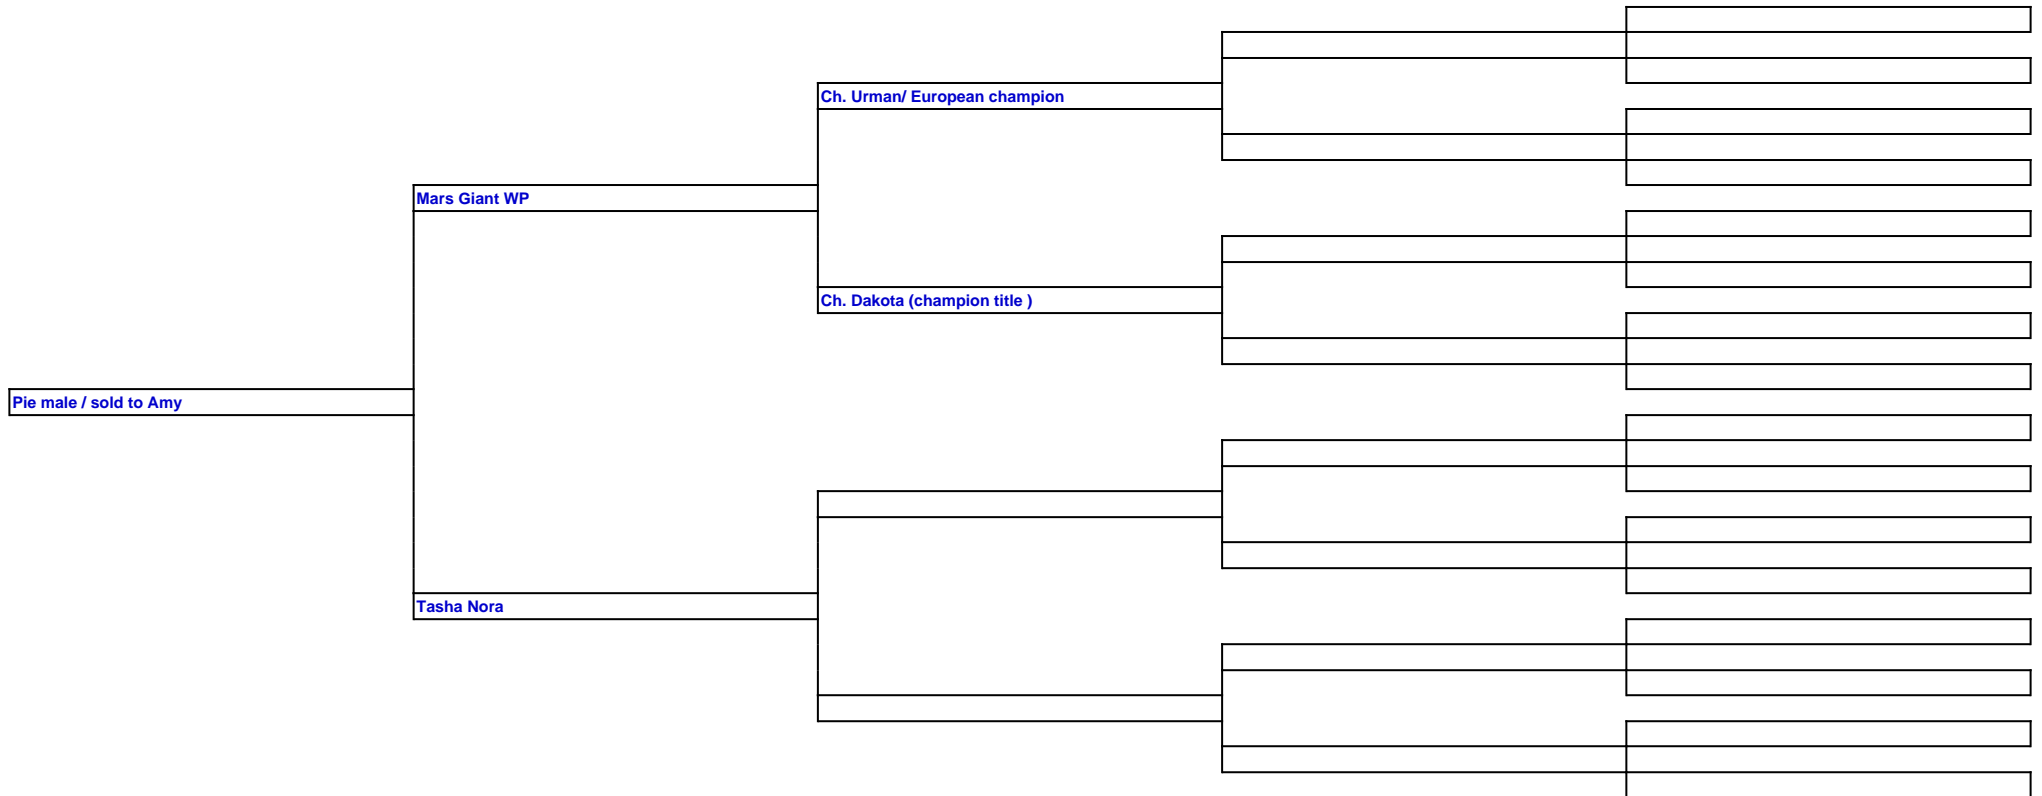 Ch. Urman/ European champion
Mars Giant WP
Ch. Dakota (champion title )
Pie male / sold to Amy
Tasha Nora